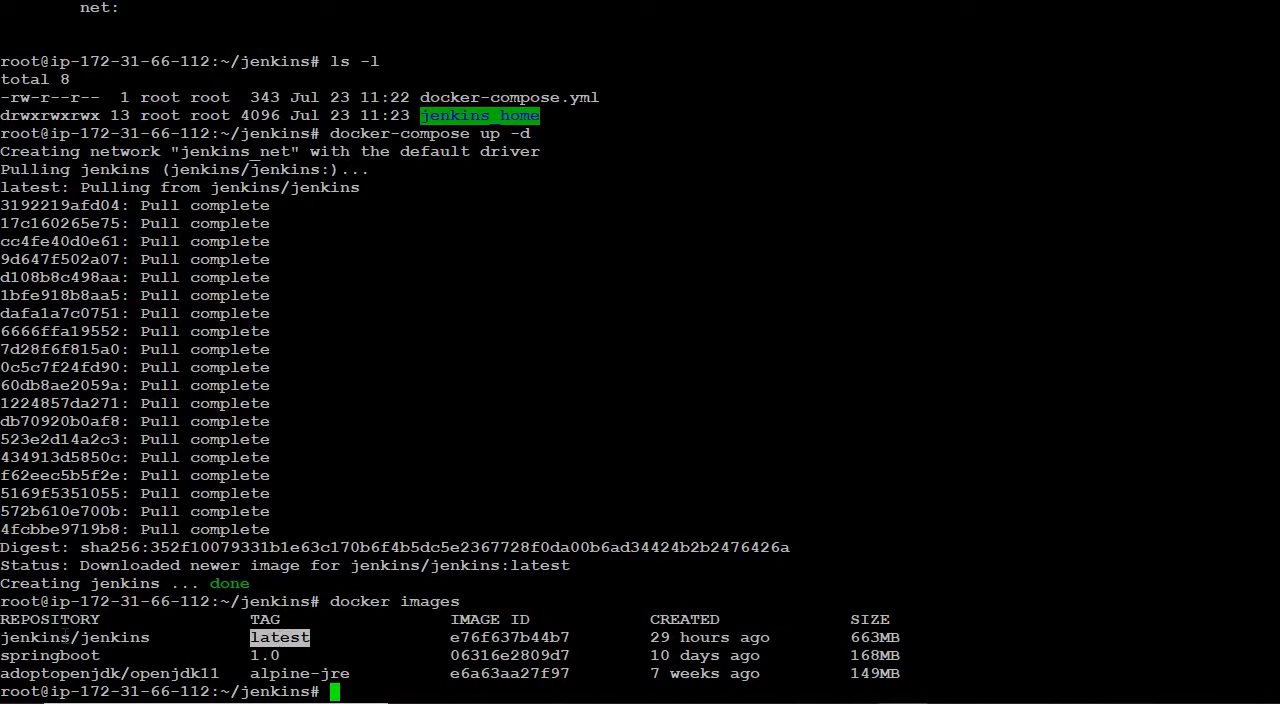 net:
root@ip-172-31-66-112:~/jenkins# ls -l
total 8
-rw-r--r--  1 root root  343 Jul 23 11:22 docker-compose.yml
drwxrwxrwx 13 root root 4096 Jul 23 11:23 jenkins_home
root@ip-172-31-66-112:~/jenkins# docker-compose up -d
Creating network "jenkins_net" with the default driver
Pulling jenkins (jenkins/jenkins:)...
latest: Pulling from jenkins/jenkins
3192219afd04: Pull complete
17c160265e75: Pull complete
cc4fe40d0e61: Pull complete
9d647f502a07: Pull complete
d108b8c498aa: Pull complete
1bfe918b8aa5: Pull complete
dafa1a7c0751: Pull complete
6666ffa19552: Pull complete
7d28f6f815a0: Pull complete
0c5c7f24fd90: Pull complete
60db8ae2059a: Pull complete
1224857da271: Pull complete
db70920b0af8: Pull complete
523e2d14a2c3: Pull complete
434913d5850c: Pull complete
f62eec5b5f2e: Pull complete
5169f5351055: Pull complete
572b610e700b: Pull complete
4fcbbe9719b8: Pull complete
Digest: sha256:352f10079331b1e63c170b6f4b5dc5e2367728f0da00b6ad34424b2b2476426a
Status: Downloaded newer image for jenkins/jenkins:latest
Creating jenkins ... done
root@ip-172-31-66-112:~/jenkins# docker images
REPOSITORY               TAG                 IMAGE ID            CREATED             SIZE
jenkins/jenkins          latest              e76f637b44b7        29 hours ago        663MB
springboot               1.0                 06316e2809d7        10 days ago         168MB
adoptopenjdk/openjdk11   alpine-jre          e6a63aa27f97        7 weeks ago         149MB
root@ip-172-31-66-112:~/jenkins#